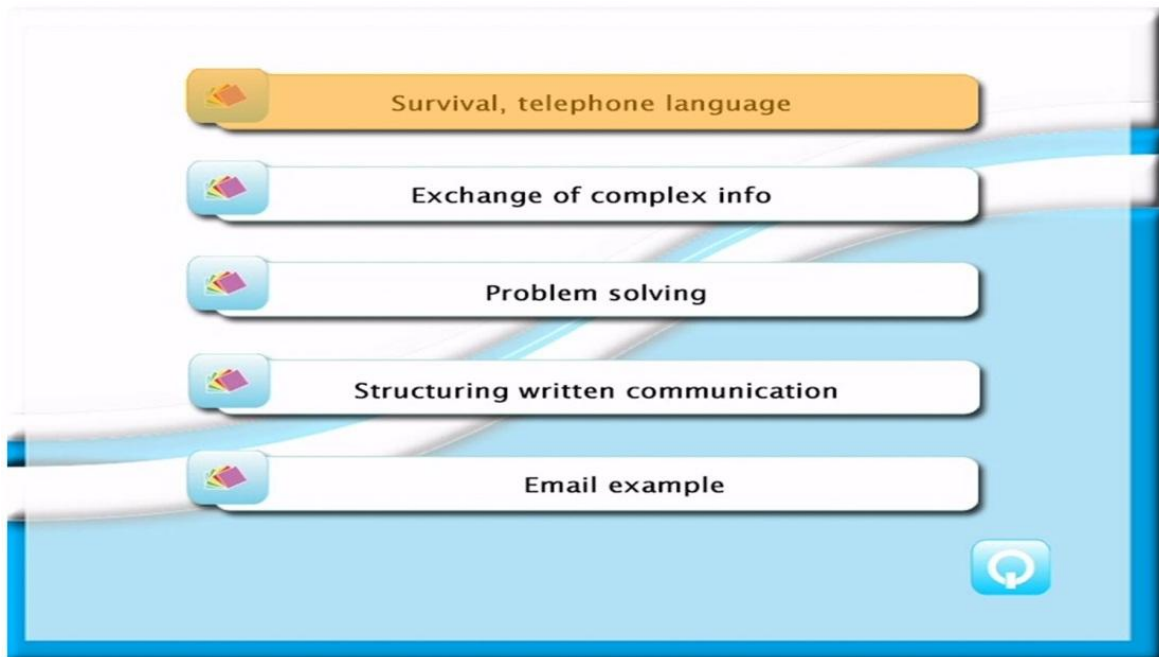 Survival, telephone language
Exchange of complex info
Problem solving
Structuring written communication
Email example